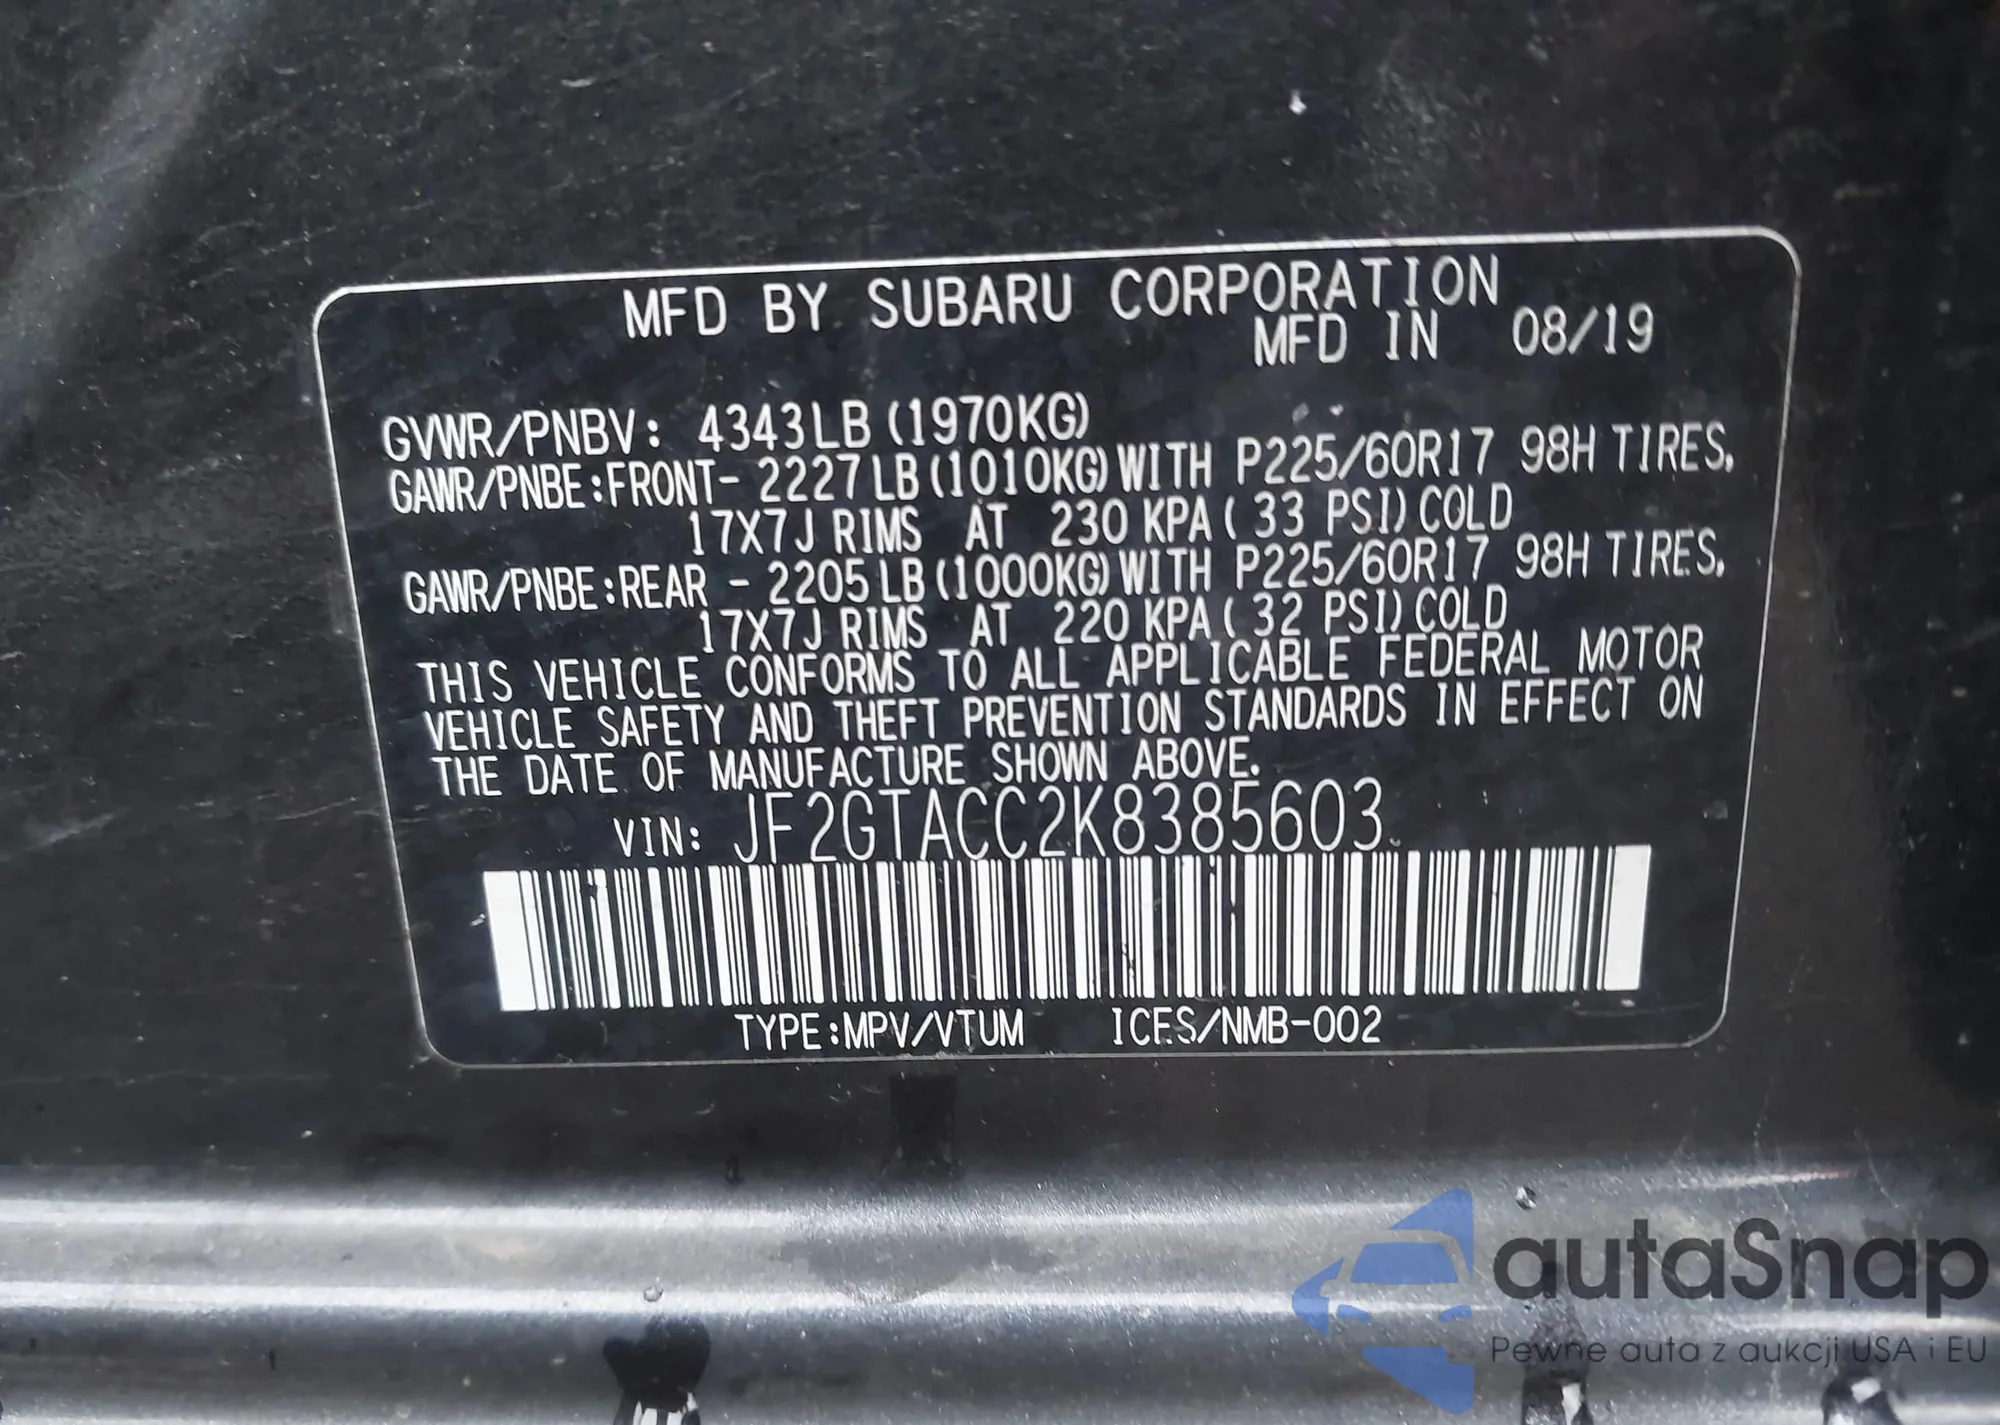 MFD BY SUBARU CORPORATION
MFD IN 08/19
GVWR/PNBV: 4343LB (1970KG)
GAWR/PNBE:FRONT- 2227LB(1010KG)WITH P225/60R17 98H TIRES,
17X7J RIMS AT 230 KPA( 33 PSI)COLD
GAWR/PNBE:REAR - 2205LB(1000KG)WITH P225/60R17 98H TIRES,
17X7J RIMS AT 220 KPA( 32 PSI)COLD
THIS VEHICLE CONFORMS TO ALL APPLICABLE FEDERAL MOTOR
VEHICLE SAFETY AND THEFT PREVENTION STANDARDS IN EFFECT ON
THE DATE OF MANUFACTURE SHOWN ABOVE.
VIN: JF2GTACC2K8385603
TYPE:MPV/VTUM ICES/NMB-002
autaSnap
Pewne auta z aukcji USA i EU